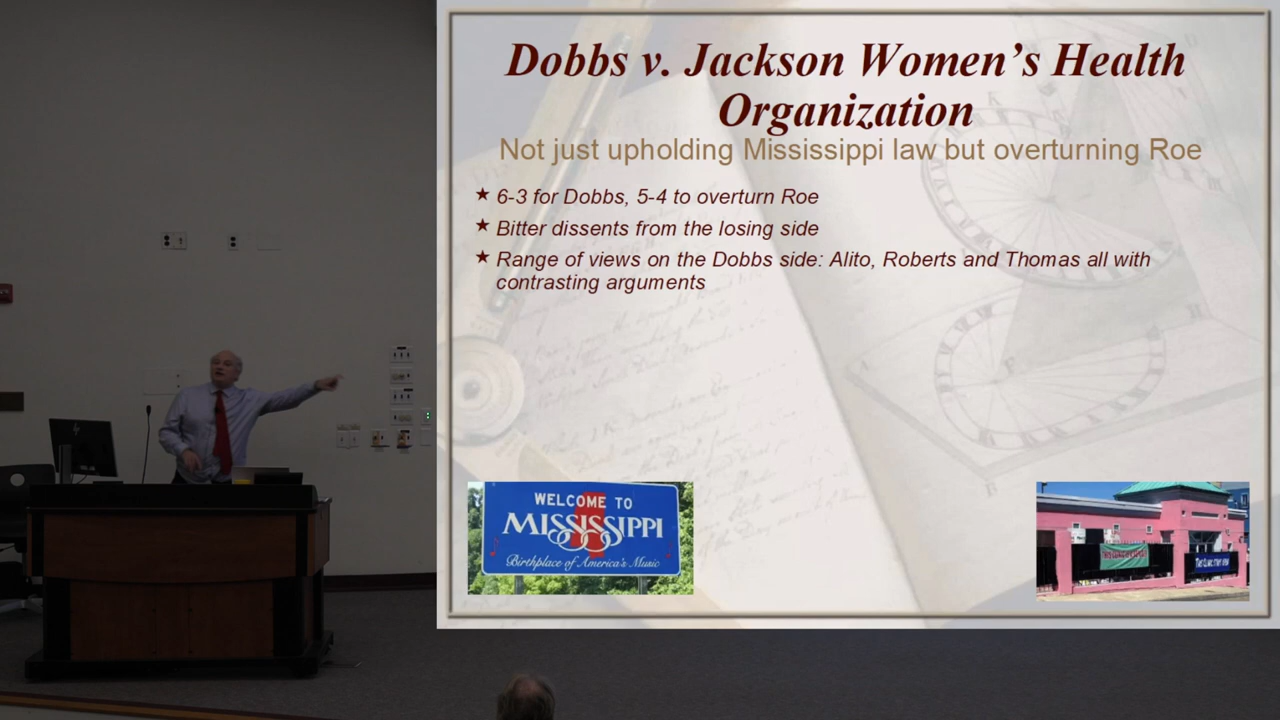 Dobbs v. Jackson Women's Health
Organization
Not just upholding Mississippi law but overturning Roe
6-3 for Dobbs, 5-4 to overturn Roe
Bitter dissents from the losing side
Range of views on the Dobbs side: Alito, Roberts and Thomas all with
contrasting arguments
WELCOME TO
MISSISSIPPI
Birthplace of America's Music